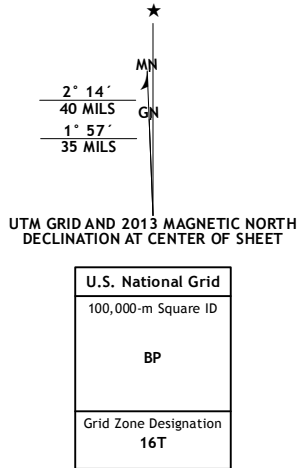 MN
2° 14´
40 MILS
GN
1° 57´
35 MILS
UTM GRID AND 2013 MAGNETIC NORTH
DECLINATION AT CENTER OF SHEET
U.S. National Grid
100,000-m Square ID
BP
Grid Zone Designation
16T